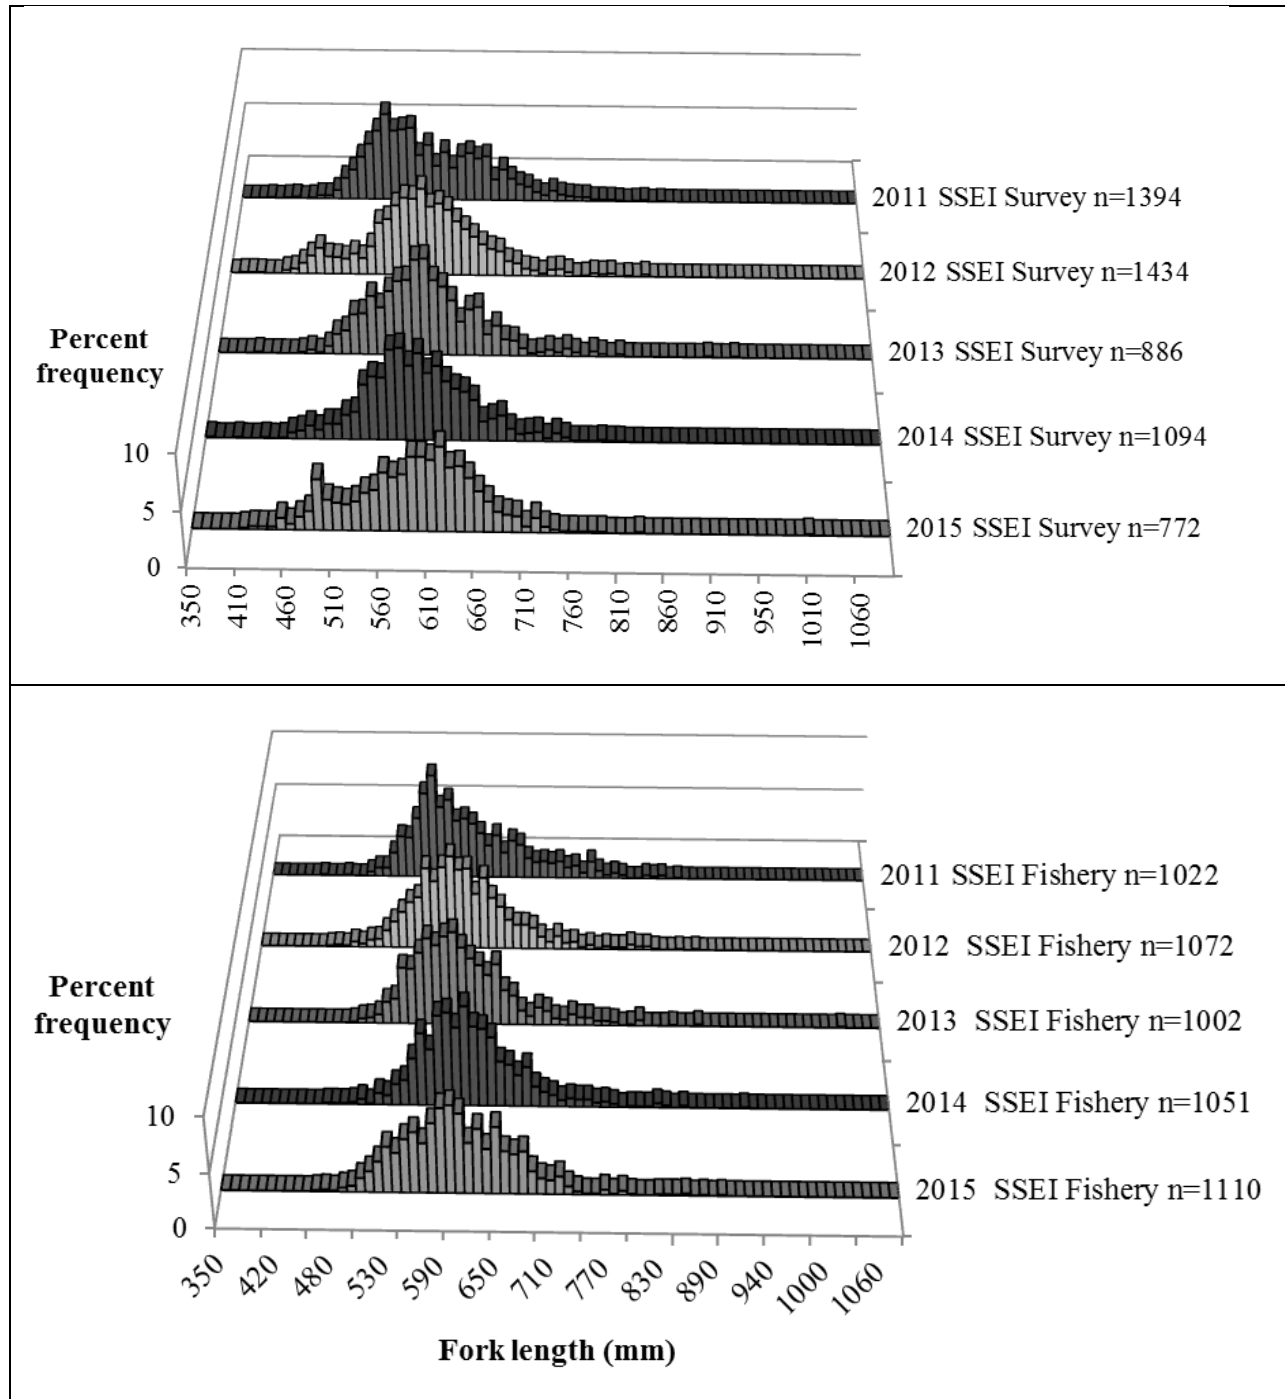 2011 SSEI Survey n=1394
2012 SSEI Survey n=1434
2013 SSEI Survey n=886
2014 SSEI Survey n=1094
2015 SSEI Survey n=772
Percent
frequency
10
5
0
350 410 460 510 560 610 660 710 760 810 860 910 950 1010 1060
2011 SSEI Fishery n=1022
2012 SSEI Fishery n=1072
2013 SSEI Fishery n=1002
2014 SSEI Fishery n=1051
2015 SSEI Fishery n=1110
Percent
frequency
10
5
0
350 420 480 530 590 650 710 770 830 890 940 1000 1060
Fork length (mm)